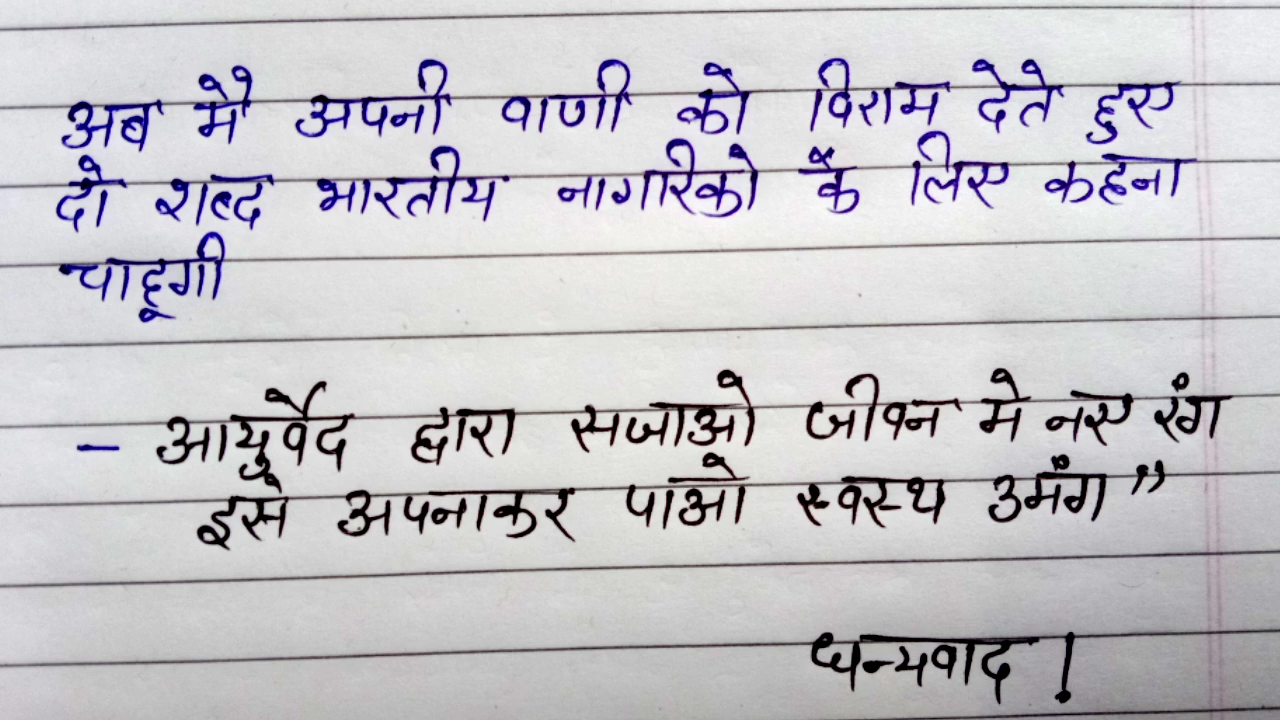 अब मै अपनी वाणी को विराम देते हुए
दो शब्द भारतीय नागरिको के लिए कहना
चाहूगी
– आयुर्वेद द्वारा सजाओ जीवन मे नए रंग
इसे अपनाकर पाओ स्वस्थ उमंग”
धन्यवाद !